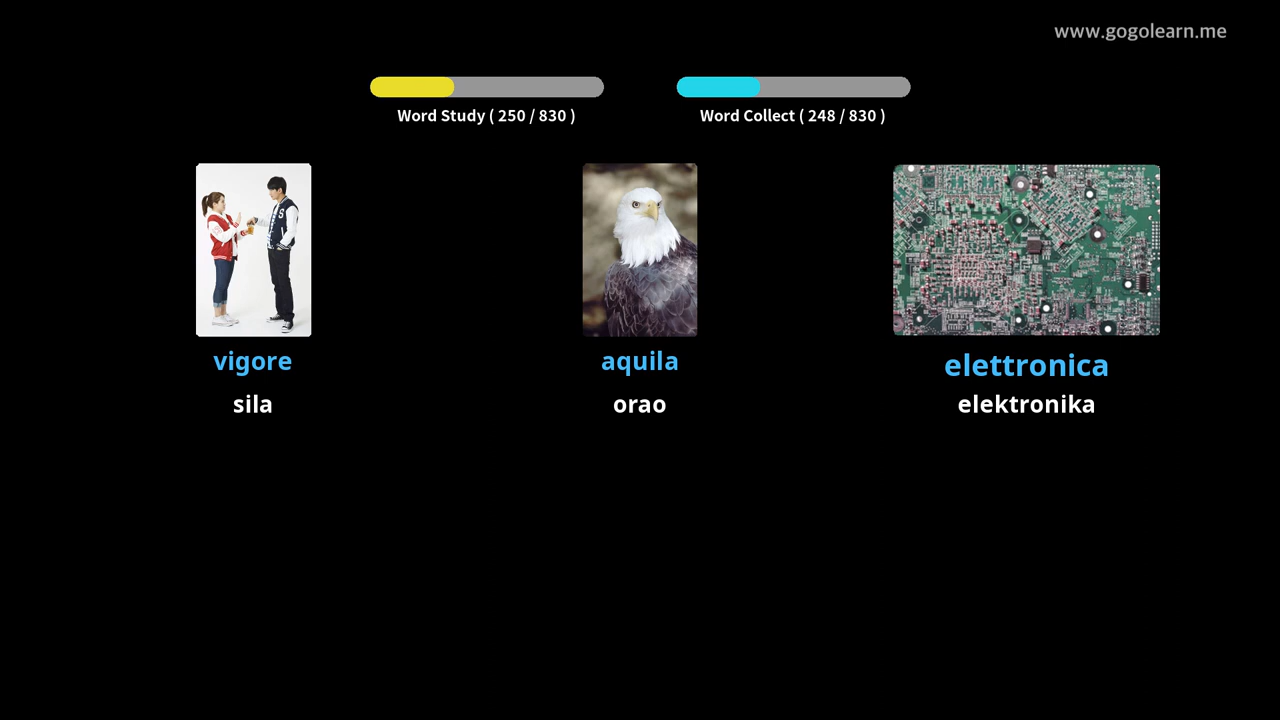 www.gogolearn.me
Word Study ( 250 / 830 )
Word Collect ( 248 / 830 )
S
vigore
aquila
elettronica
sila
orao
elektronika